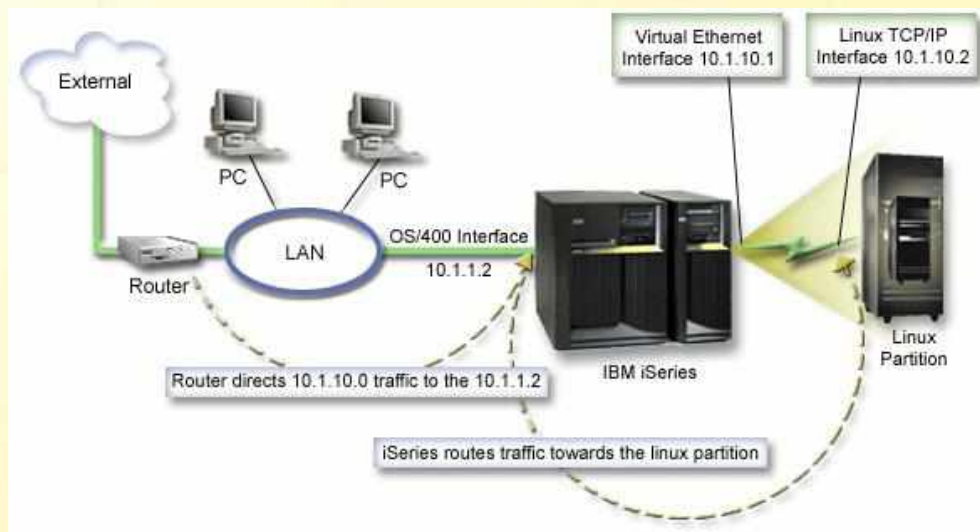 External
PC
PC
Virtual Ethernet
Interface 10.1.10.1
Linux TCP/IP
Interface 10.1.10.2
LAN
OS/400 Interface
10.1.1.2
Router
Linux
Partition
IBM iSeries
Router directs 10.1.10.0 traffic to the 10.1.1.2
iSeries routes traffic towards the linux partition